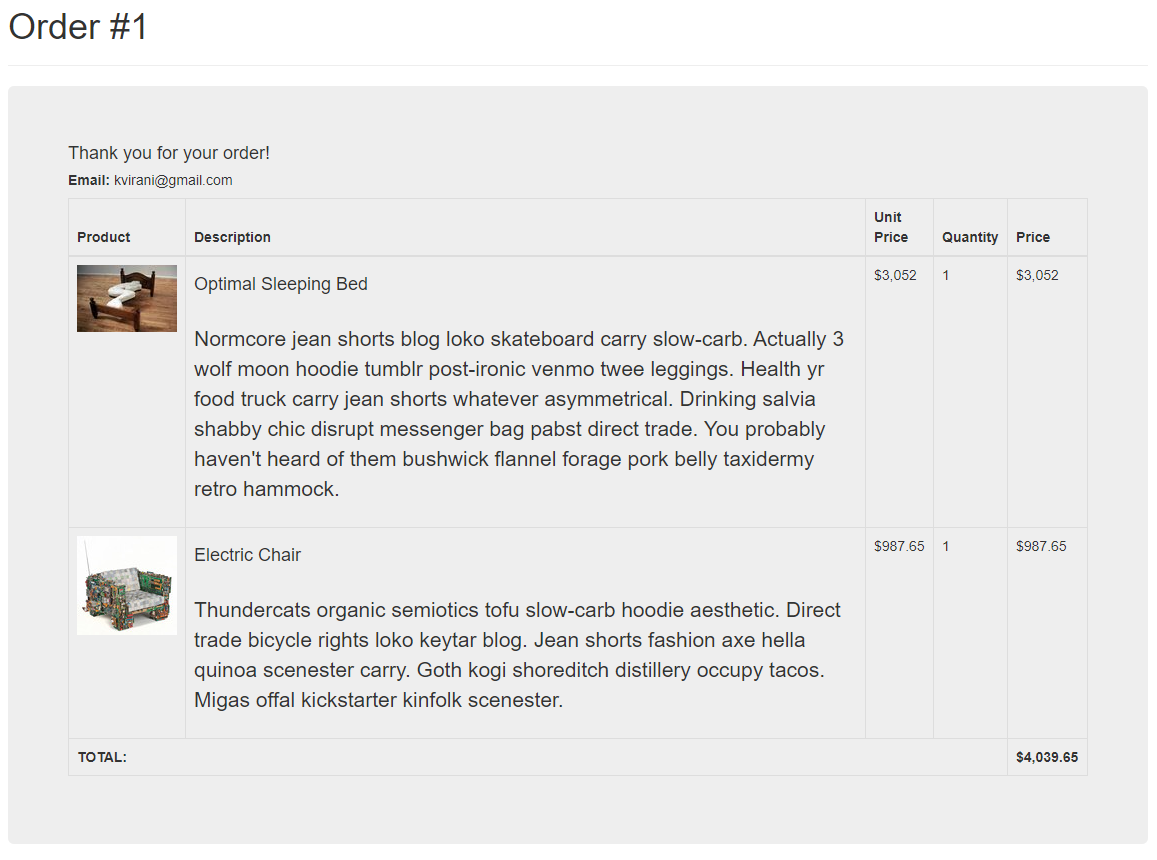 Order #1
Thank you for your order!
Email: kvirani@gmail.com
Product Description Unit Price Quantity Price
Optimal Sleeping Bed $3,052 1 $3,052
Normcore jean shorts blog loko skateboard carry slow-carb. Actually 3
wolf moon hoodie tumblr post-ironic venmo twee leggings. Health yr
food truck carry jean shorts whatever asymmetrical. Drinking salvia
shabby chic disrupt messenger bag pabst direct trade. You probably
haven't heard of them bushwick flannel forage pork belly taxidermy
retro hammock.
Electric Chair $987.65 1 $987.65
Thundercats organic semiotics tofu slow-carb hoodie aesthetic. Direct
trade bicycle rights loko keytar blog. Jean shorts fashion axe hella
quinoa scenester carry. Goth kogi shoreditch distillery occupy tacos.
Migas offal kickstarter kinfolk scenester.
TOTAL: $4,039.65